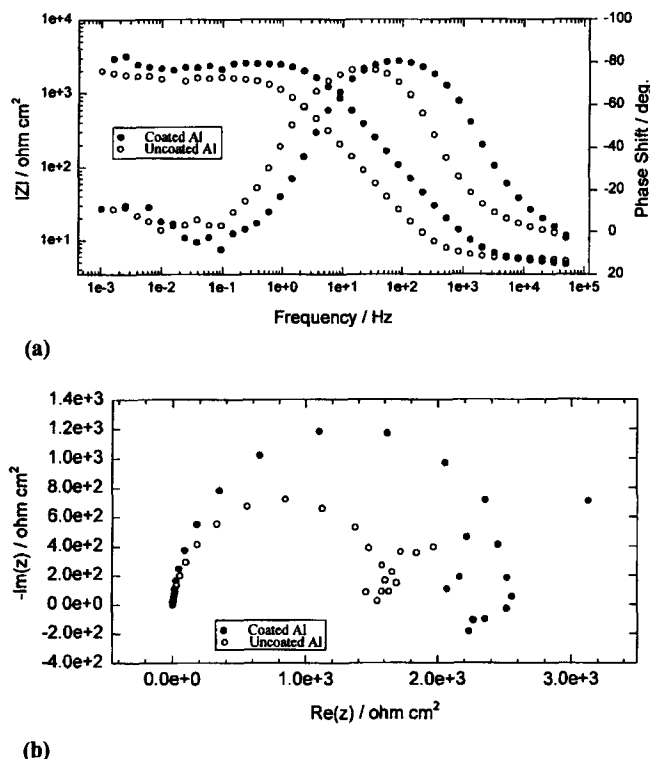 |Z| / ohm cm²
1e+4
1e+3
1e+2
1e+1
-100
-80
-60
-40
-20
0
20
Phase Shift / deg.
Coated Al
Uncoated Al
1e-3 1e-2 1e-1 1e+0 1e+1 1e+2 1e+3 1e+4 1e+5
Frequency / Hz
(a)
-Im(z) / ohm cm²
1.4e+3
1.2e+3
1.0e+3
8.0e+2
6.0e+2
4.0e+2
2.0e+2
0.0e+0
-2.0e+2
-4.0e+2
Coated Al
Uncoated Al
0.0e+0 1.0e+3 2.0e+3 3.0e+3
Re(z) / ohm cm²
(b)